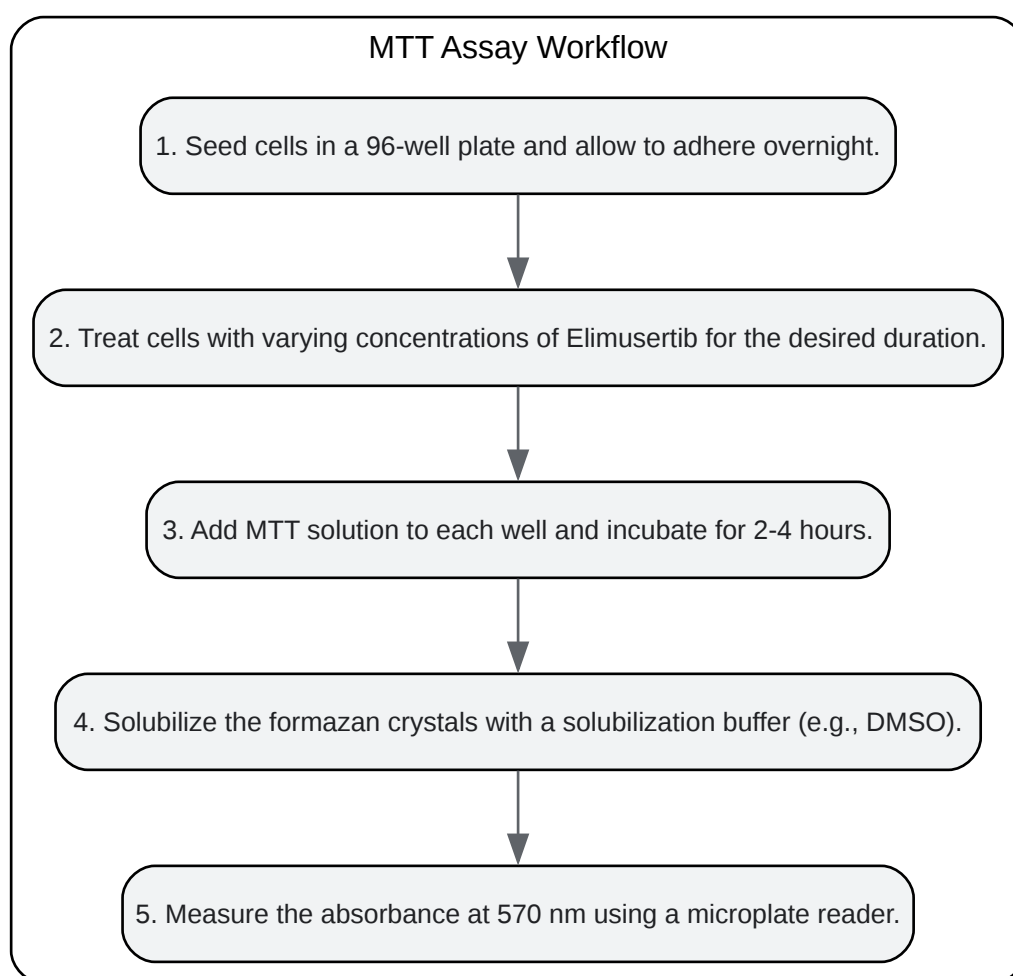 MTT Assay Workflow
1. Seed cells in a 96-well plate and allow to adhere overnight.
2. Treat cells with varying concentrations of Elimusertib for the desired duration.
3. Add MTT solution to each well and incubate for 2-4 hours.
4. Solubilize the formazan crystals with a solubilization buffer (e.g., DMSO).
5. Measure the absorbance at 570 nm using a microplate reader.